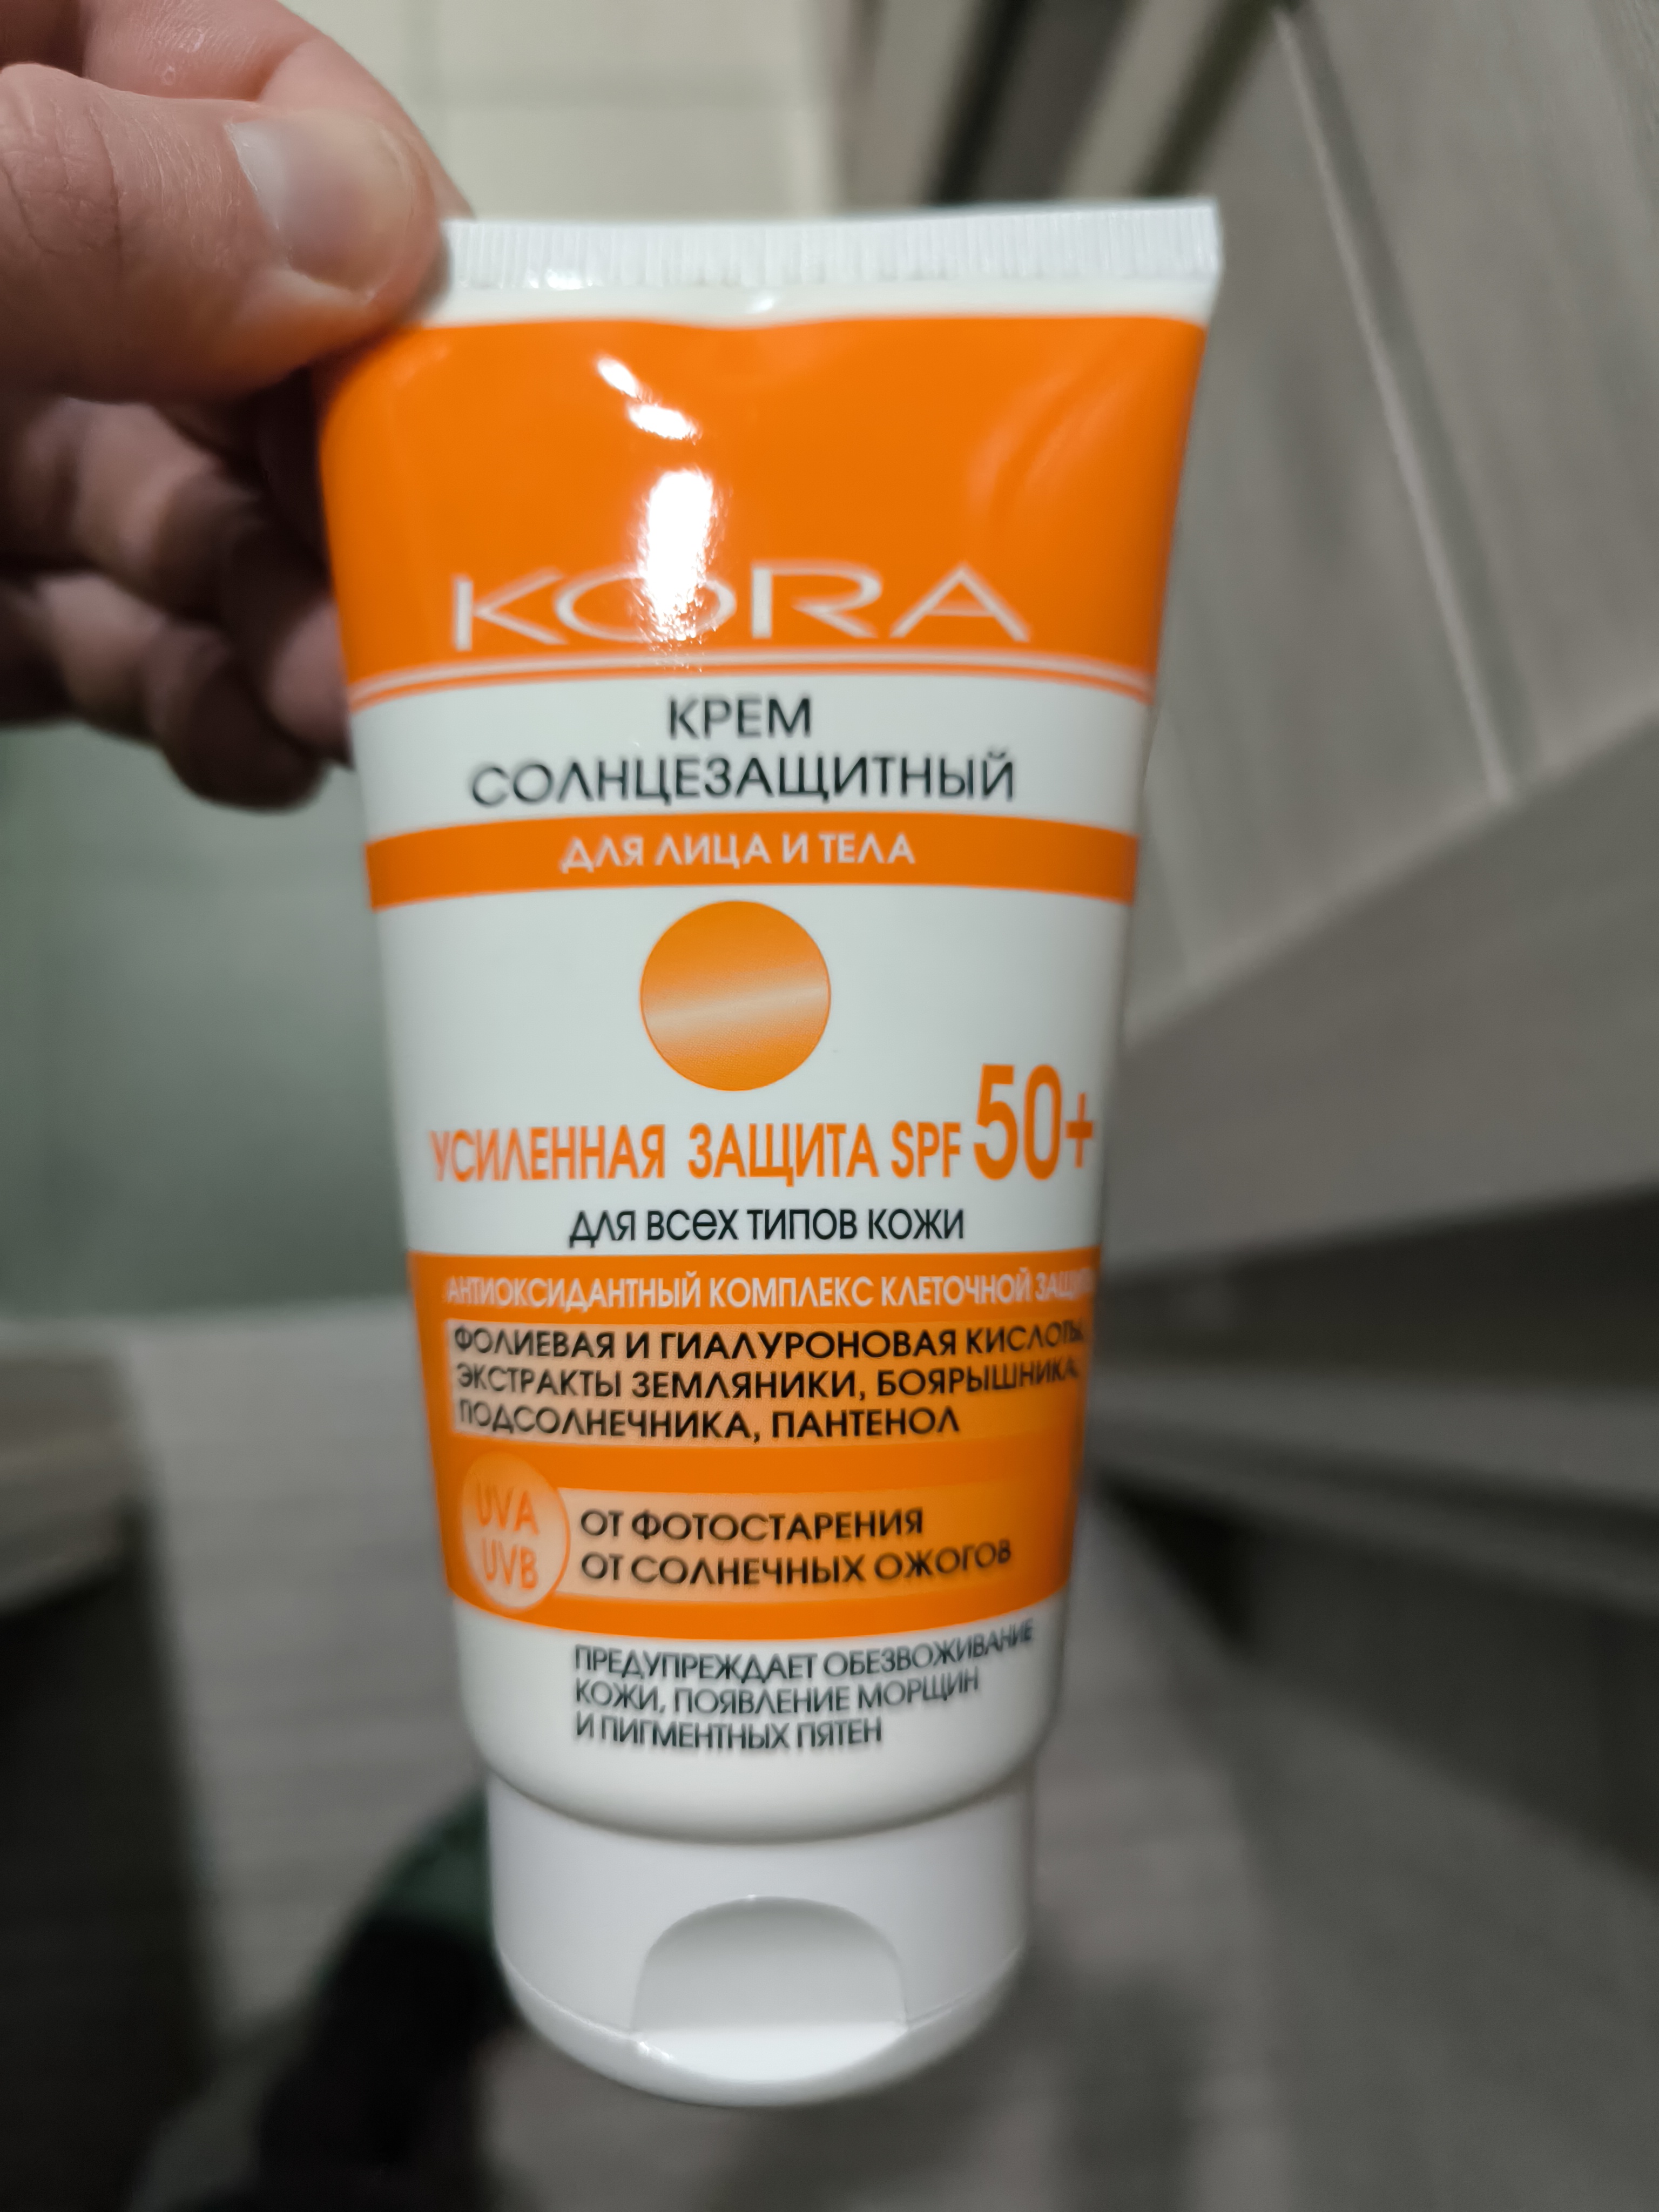 KORA
КРЕМ
СОЛНЦЕЗАЩИТНЫЙ
ДЛЯ ЛИЦА И ТЕЛА
УСИЛЕННАЯ ЗАЩИТА SPF 50+
ДЛЯ ВСЕХ ТИПОВ КОЖИ
АНТИОКСИДАНТНЫЙ КОМПЛЕКС КЛЕТОЧНОЙ ЗАЩИТЫ
ФОЛИЕВАЯ И ГИАЛУРОНОВАЯ КИСЛОТЫ,
ЭКСТРАКТЫ ЗЕМЛЯНИКИ, БОЯРЫШНИКА,
ПОДСОЛНЕЧНИКА, ПАНТЕНОЛ
UVA
UVB
ОТ ФОТОСТАРЕНИЯ
ОТ СОЛНЕЧНЫХ ОЖОГОВ
ПРЕДУПРЕЖДАЕТ ОБЕЗВОЖИВАНИЕ
КОЖИ, ПОЯВЛЕНИЕ МОРЩИН
И ПИГМЕНТНЫХ ПЯТЕН